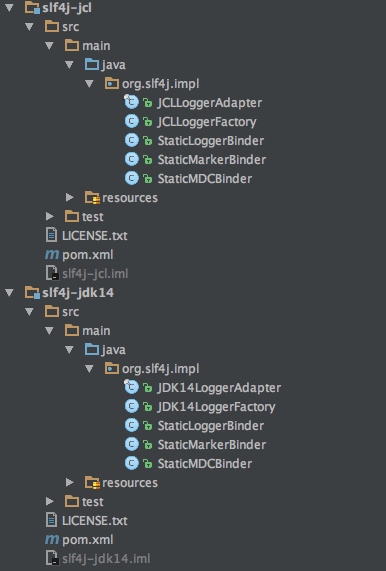 slf4j-jcl
src
main
java
org.slf4j.impl
JCLLoggerAdapter
JCLLoggerFactory
StaticLoggerBinder
StaticMarkerBinder
StaticMDCBinder
resources
test
LICENSE.txt
pom.xml
slf4j-jcl.iml
slf4j-jdk14
src
main
java
org.slf4j.impl
JDK14LoggerAdapter
JDK14LoggerFactory
StaticLoggerBinder
StaticMarkerBinder
StaticMDCBinder
resources
test
LICENSE.txt
pom.xml
slf4j-jdk14.iml